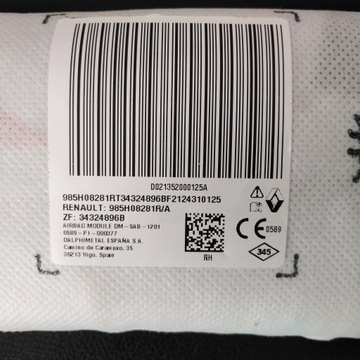 D021352000125A
985H08281RT34324896BF2124310125
RENAULT: 985H08281R/A
ZF: 34324896B
AIRBAG MODULE DM - SAB - 1201
0589 - P1 - 000377
DALPHIMETAL ESPAÑA S.A.
Camino de Caramuxo, 35
36213 Vigo, Spain
RH
CE 0589
345